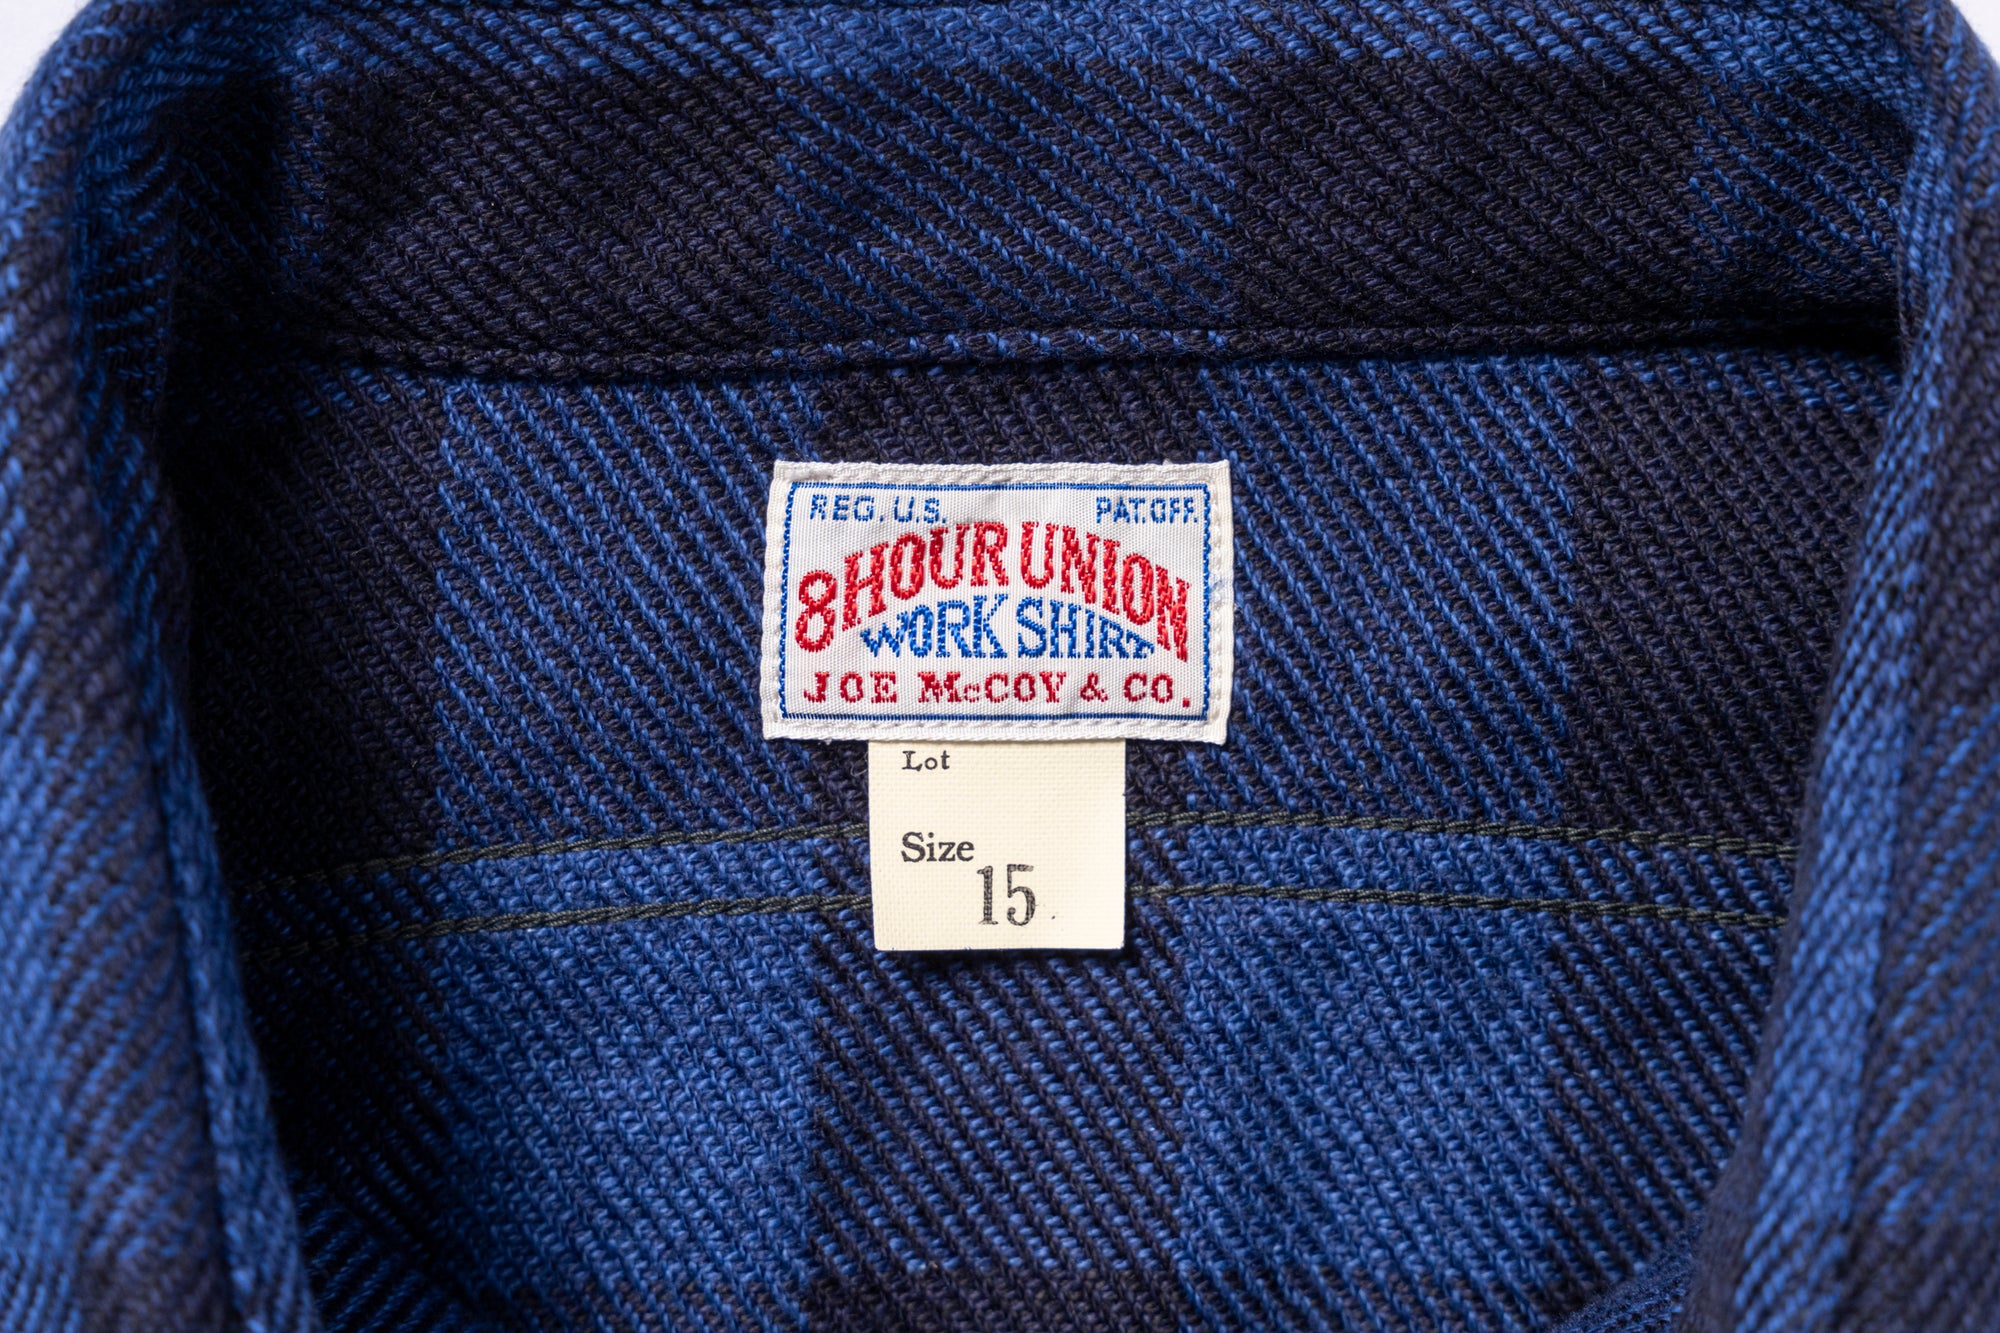 REG. U.S. PAT. OFF.
8 HOUR UNION
WORK SHIRT
JOE McCOY & CO.
Lot
Size
15